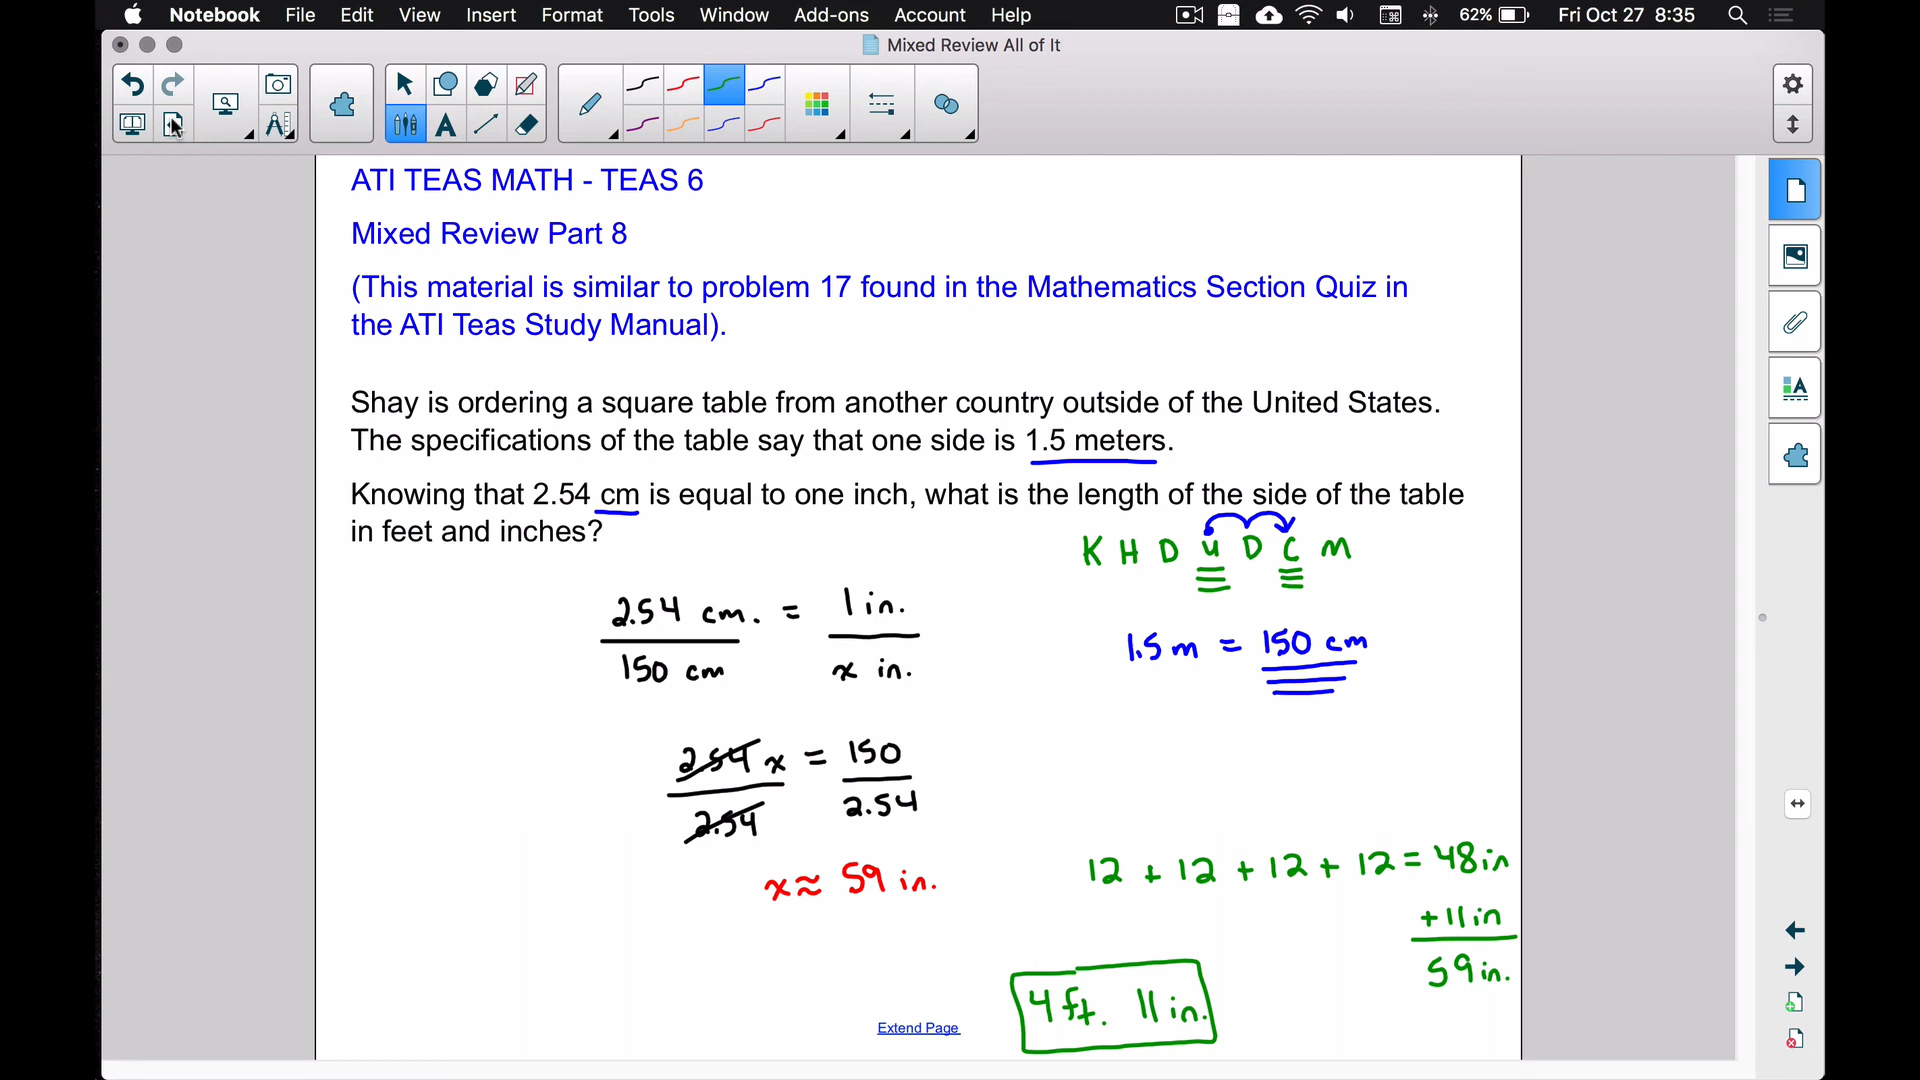 Notebook File Edit View Insert Format Tools Window Add-ons Account Help 62% Fri Oct 27 8:35
Mixed Review All of It
ATI TEAS MATH - TEAS 6
Mixed Review Part 8
(This material is similar to problem 17 found in the Mathematics Section Quiz in
the ATI Teas Study Manual).
Shay is ordering a square table from another country outside of the United States.
The specifications of the table say that one side is 1.5 meters.
Knowing that 2.54 cm is equal to one inch, what is the length of the side of the table
in feet and inches?
K H D u D C m
2.54 cm. = 1 in.
150 cm x in.
1.5 m = 150 cm
2.54 x = 150
2.54 2.54
x ≈ 59 in.
12 + 12 + 12 + 12 = 48 in
+ 11 in
59 in.
4 ft. 11 in.
Extend Page